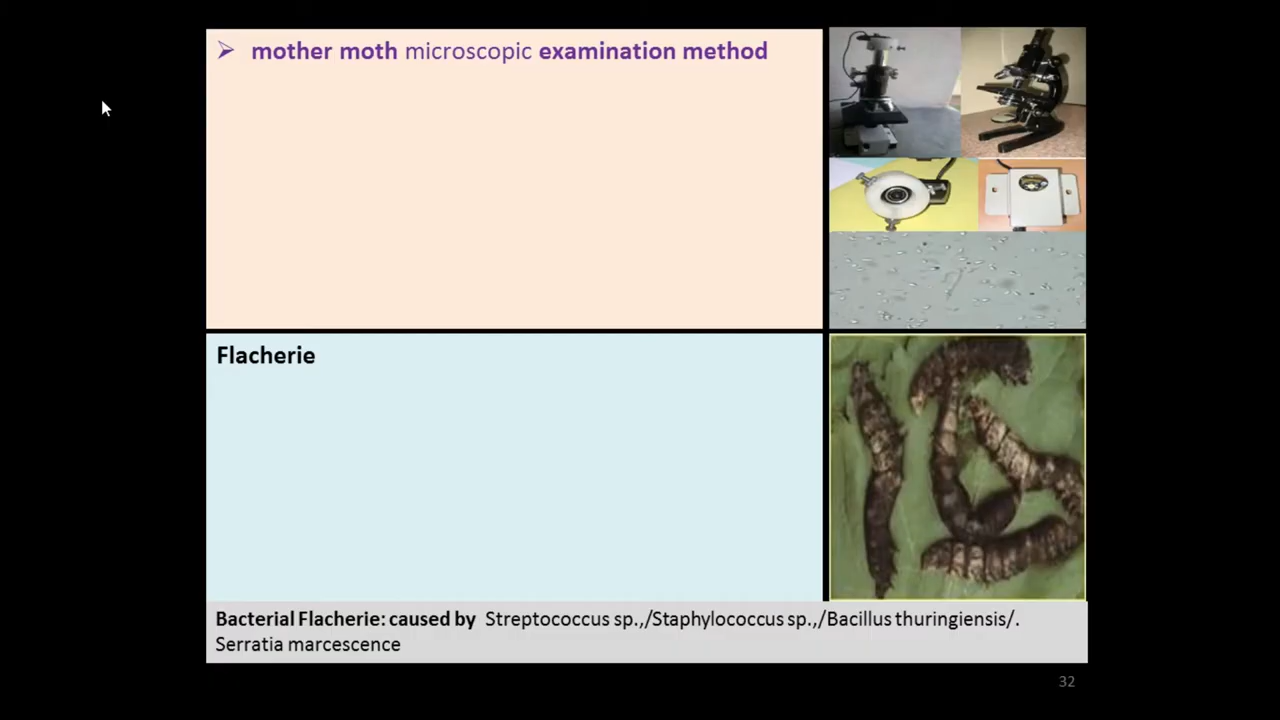 ➢ mother moth microscopic examination method
Flacherie
Bacterial Flacherie: caused by Streptococcus sp.,/Staphylococcus sp.,/Bacillus thuringiensis/.
Serratia marcescence
32